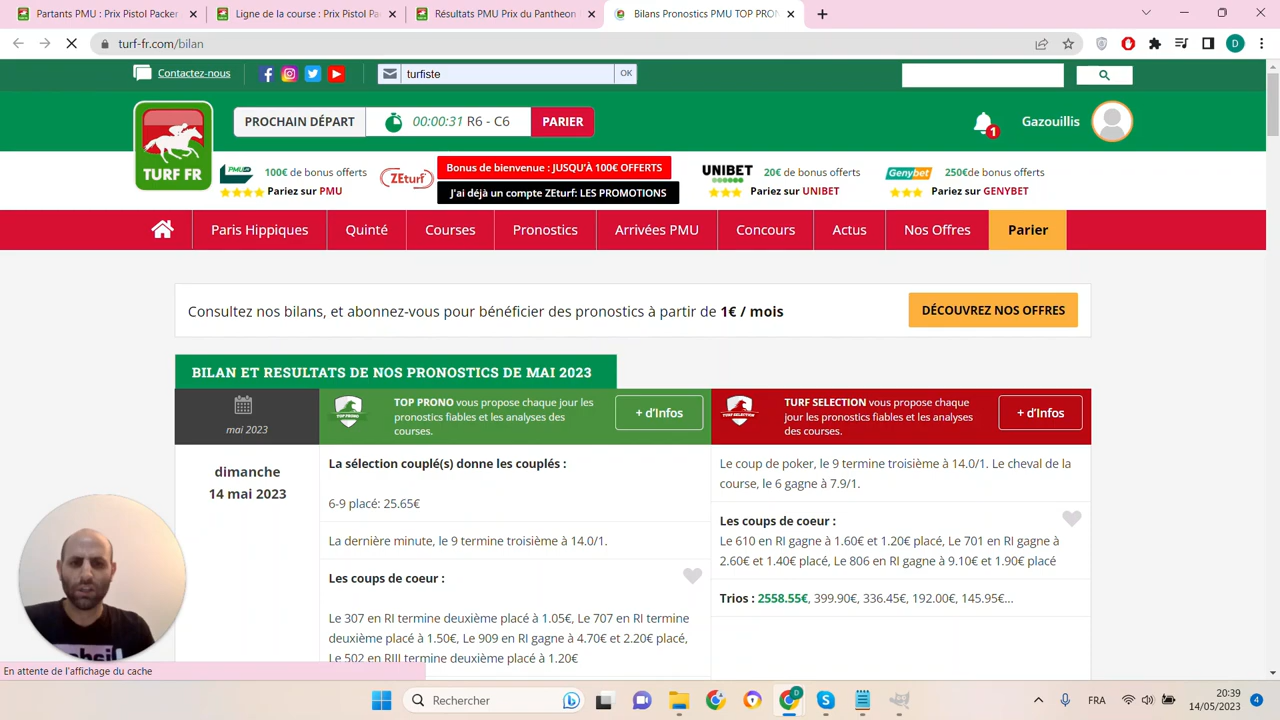 Partants PMU : Prix Pistol Packer
Ligne de la course : Prix Pistol Pa
Résultats PMU Prix du Pantheon
Bilans Pronostics PMU TOP PRO
turf-fr.com/bilan
Contactez-nous
turfiste
OK
PROCHAIN DÉPART
00:00:31 R6 - C6
PARIER
1
Gazouillis
TURF FR
PMU
100€ de bonus offerts
Pariez sur PMU
ZEturf
Bonus de bienvenue : JUSQU'À 100€ OFFERTS
J'ai déjà un compte ZEturf: LES PROMOTIONS
UNIBET
20€ de bonus offerts
Pariez sur UNIBET
Genybet
250€de bonus offerts
Pariez sur GENYBET
Paris Hippiques
Quinté
Courses
Pronostics
Arrivées PMU
Concours
Actus
Nos Offres
Parier
Consultez nos bilans, et abonnez-vous pour bénéficier des pronostics à partir de 1€ / mois
DÉCOUVREZ NOS OFFRES
BILAN ET RESULTATS DE NOS PRONOSTICS DE MAI 2023
mai 2023
TOP PRONO
TOP PRONO vous propose chaque jour les
pronostics fiables et les analyses des
courses.
+ d'Infos
TURF SELECTION
TURF SELECTION vous propose chaque
jour les pronostics fiables et les analyses
des courses.
+ d'Infos
dimanche
14 mai 2023
La sélection couplé(s) donne les couplés :
6-9 placé: 25.65€
La dernière minute, le 9 termine troisième à 14.0/1.
Les coups de coeur :
Le 307 en RI termine deuxième placé à 1.05€, Le 707 en RI termine
deuxième placé à 1.50€, Le 909 en RI gagne à 4.70€ et 2.20€ placé,
Le 502 en RIII termine deuxième placé à 1.20€
Le coup de poker, le 9 termine troisième à 14.0/1. Le cheval de la
course, le 6 gagne à 7.9/1.
Les coups de coeur :
Le 610 en RI gagne à 1.60€ et 1.20€ placé, Le 701 en RI gagne à
2.60€ et 1.40€ placé, Le 806 en RI gagne à 9.10€ et 1.90€ placé
Trios : 2558.55€, 399.90€, 336.45€, 192.00€, 145.95€...
En attente de l'affichage du cache
Rechercher
FRA
20:39
14/05/2023
4